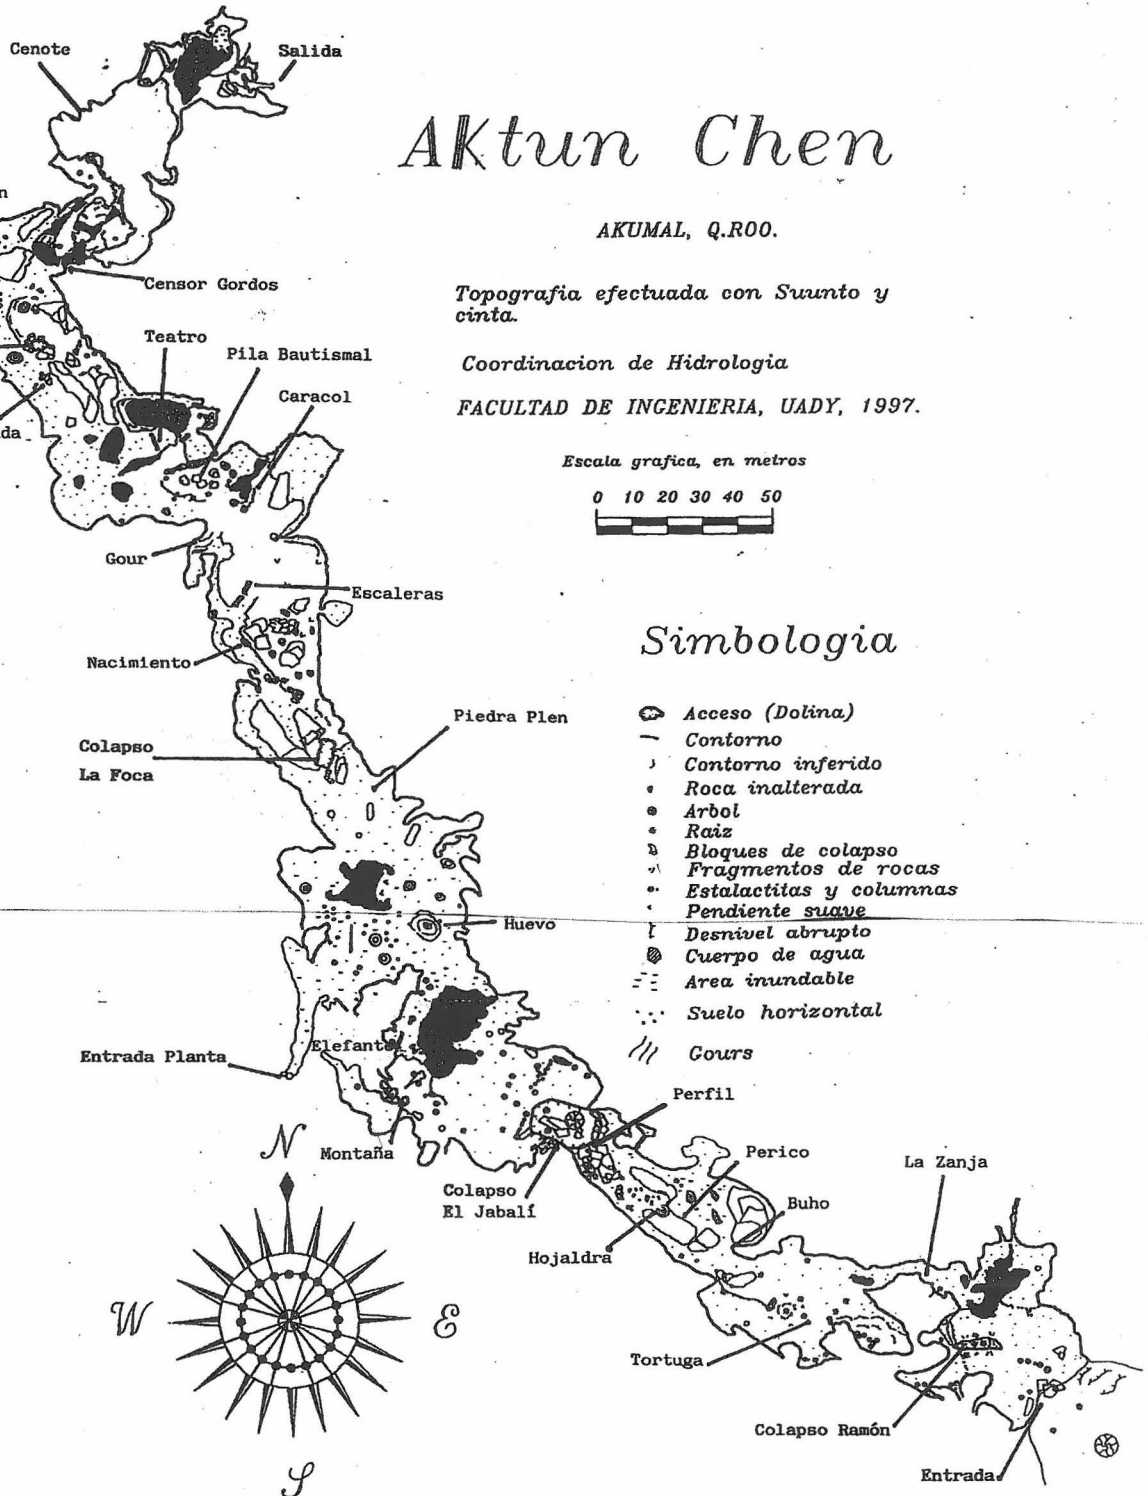 Cenote
Salida
Aktun Chen
n
AKUMAL, Q.ROO.
Censor Gordos
Topografia efectuada con Suunto y
cinta.
Teatro
Pila Bautismal
Coordinacion de Hidrologia
Caracol
FACULTAD DE INGENIERIA, UADY, 1997.
da
Escala grafica, en metros
0 10 20 30 40 50
Gour
Escaleras
Simbologia
Nacimiento
Piedra Plen
Colapso
La Foca
Acceso (Dolina)
Contorno
Contorno inferido
Roca inalterada
Arbol
Raiz
Bloques de colapso
Fragmentos de rocas
Estalactitas y columnas
Pendiente suave
Desnivel abrupto
Cuerpo de agua
Area inundable
Suelo horizontal
Gours
Huevo
Elefante
Entrada Planta
Perfil
Montaña
Perico
La Zanja
Colapso
El Jabalí
Buho
Hojaldra
Tortuga
Colapso Ramón
Entrada
N
W
E
S